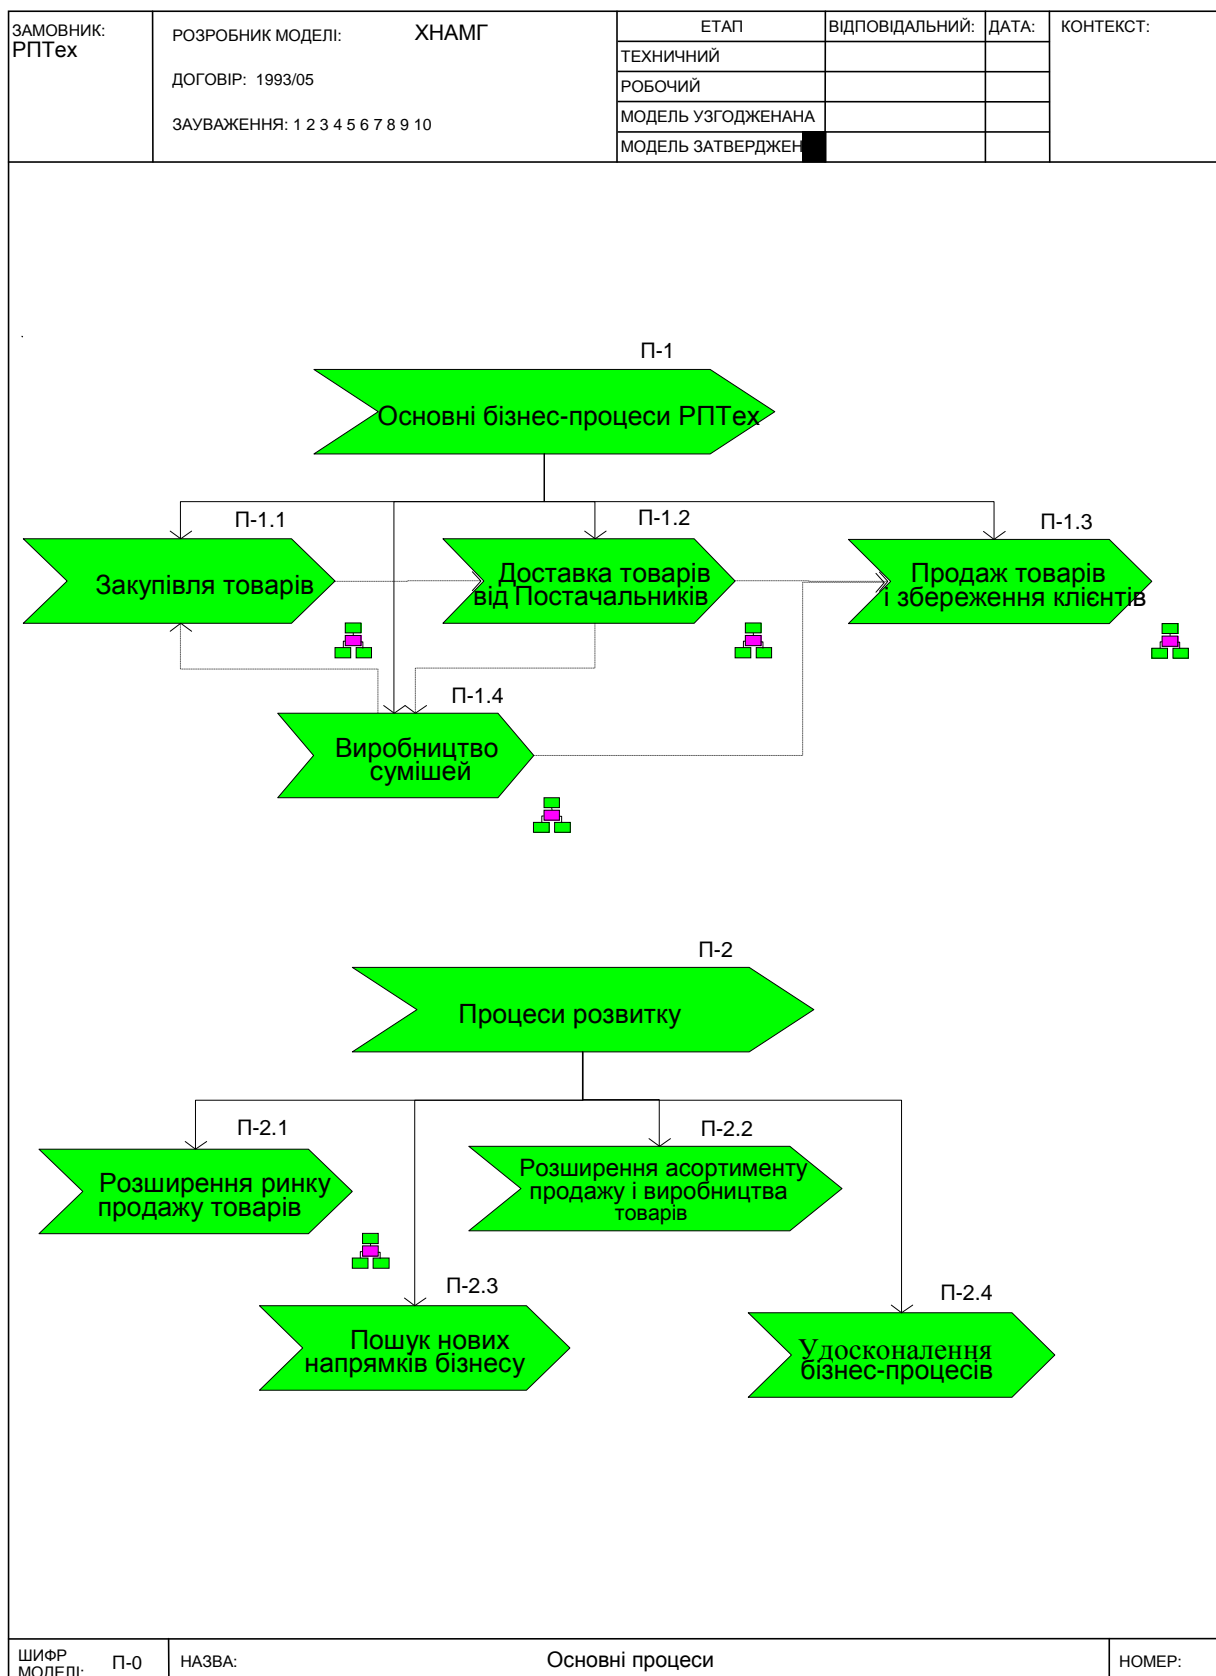 ЗАМОВНИК:
РПТех
РОЗРОБНИК МОДЕЛІ: ХНАМГ
ДОГОВІР: 1993/05
ЗАУВАЖЕННЯ: 1 2 3 4 5 6 7 8 9 10
ЕТАП ВІДПОВІДАЛЬНИЙ: ДАТА:
ТЕХНИЧНИЙ
РОБОЧИЙ
МОДЕЛЬ УЗГОДЖЕНАНА
МОДЕЛЬ ЗАТВЕРДЖЕН
КОНТЕКСТ:
П-1
Основні бізнес-процеси РПТех
П-1.1
Закупівля товарів
П-1.2
Доставка товарів
від Постачальників
П-1.3
Продаж товарів
і збереження клієнтів
П-1.4
Виробництво
сумішей
П-2
Процеси розвитку
П-2.1
Розширення ринку
продажу товарів
П-2.2
Розширення асортименту
продажу і виробництва
товарів
П-2.3
Пошук нових
напрямків бізнесу
П-2.4
Удосконалення
бізнес-процесів
ШИФР
МОДЕЛІ: П-0
НАЗВА: Основні процеси
НОМЕР: